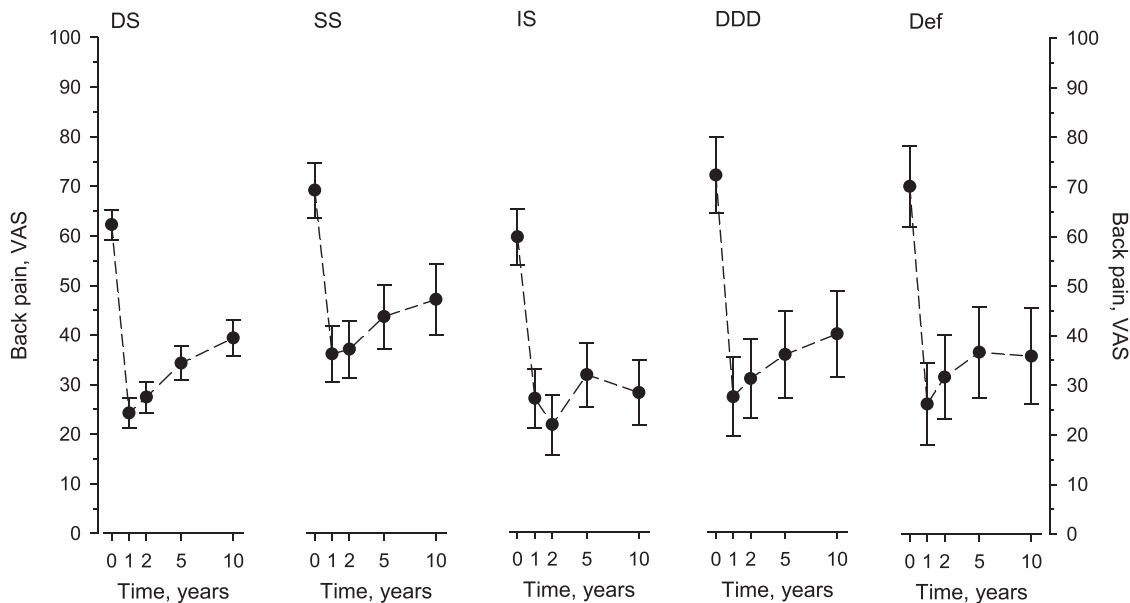 DS SS IS DDD Def
100 100
90 90
80 80
70 70
60 60
50 50
40 40
30 30
20 20
10 10
0 0
Back pain, VAS
Back pain, VAS
0 1 2 5 10 0 1 2 5 10 0 1 2 5 10 0 1 2 5 10 0 1 2 5 10
Time, years Time, years Time, years Time, years Time, years